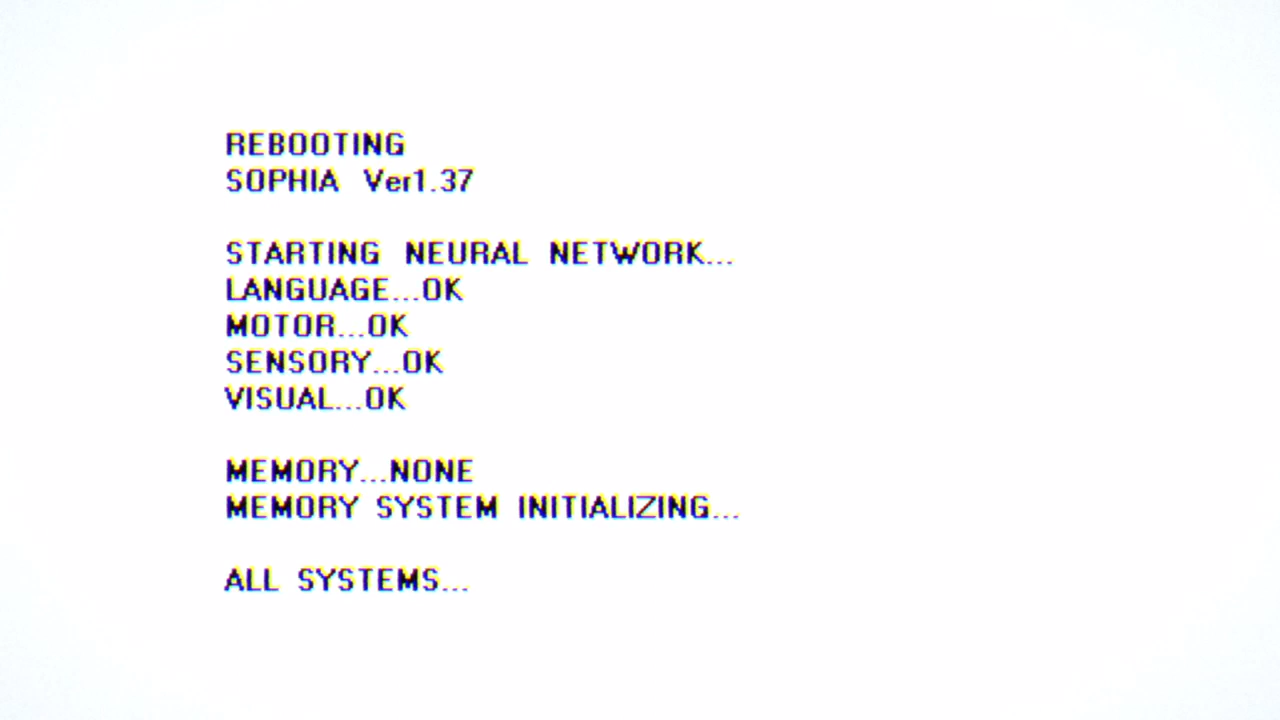 REBOOTING
SOPHIA Ver1.37
STARTING NEURAL NETWORK...
LANGUAGE...OK
MOTOR...OK
SENSORY...OK
VISUAL...OK
MEMORY...NONE
MEMORY SYSTEM INITIALIZING...
ALL SYSTEMS...